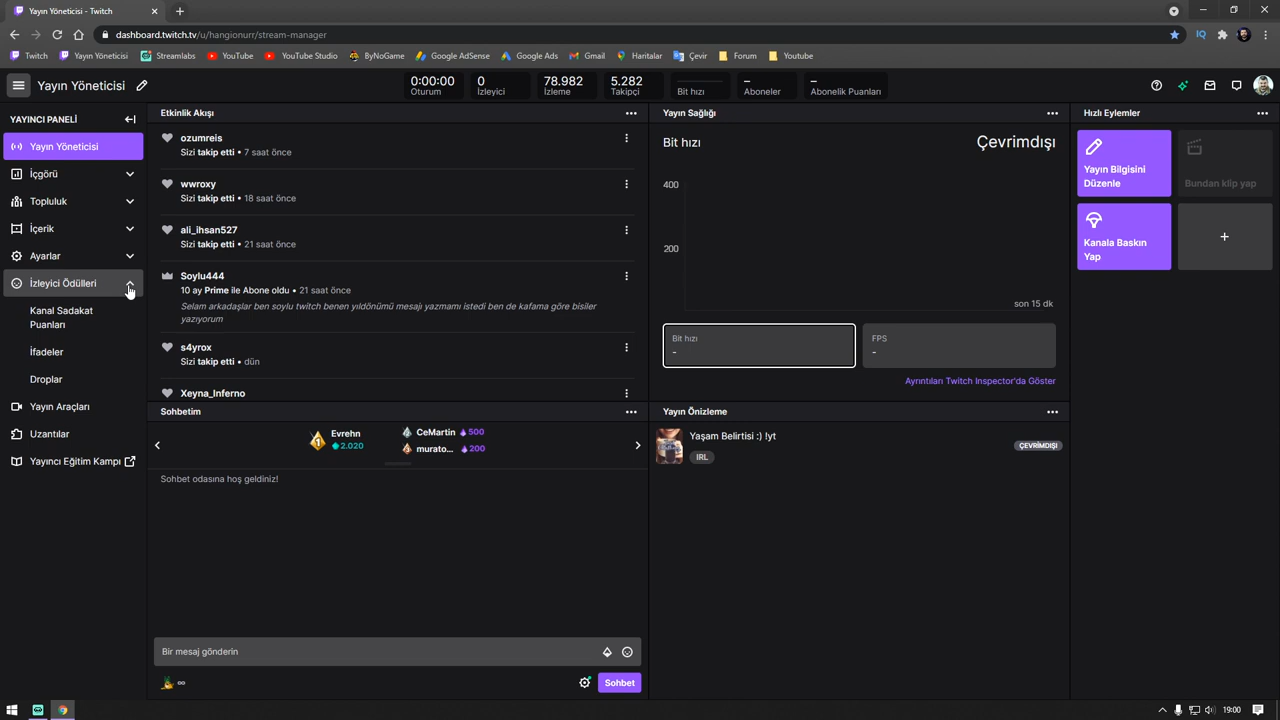 Yayın Yöneticisi - Twitch
dashboard.twitch.tv/u/hangionurr/stream-manager
Twitch
Yayın Yöneticisi
Streamlabs
YouTube
YouTube Studio
ByNoGame
Google AdSense
Google Ads
Gmail
Haritalar
Çevir
Forum
Youtube
Yayın Yöneticisi
0:00:00
Oturum
0
İzleyici
78.982
İzleme
5.282
Takipçi
Bit hızı
–
Aboneler
–
Abonelik Puanları
YAYINCI PANELİ
Yayın Yöneticisi
İçgörü
Topluluk
İçerik
Ayarlar
İzleyici Ödülleri
Kanal Sadakat
Puanları
İfadeler
Droplar
Yayın Araçları
Uzantılar
Yayıncı Eğitim Kampı
Etkinlik Akışı
ozumreis
Sizi takip etti • 7 saat önce
wwroxy
Sizi takip etti • 18 saat önce
ali_ihsan527
Sizi takip etti • 21 saat önce
Soylu444
10 ay Prime ile Abone oldu • 21 saat önce
Selam arkadaşlar ben soylu twitch benen yıldönümü mesajı yazmamı istedi ben de kafama göre bisiler
yazıyorum
s4yrox
Sizi takip etti • dün
Xeyna_Inferno
Sohbetim
1
Evrehn
2.020
CeMartin 500
murato... 200
Sohbet odasına hoş geldiniz!
Bir mesaj gönderin
∞
Sohbet
Yayın Sağlığı
Bit hızı
Çevrimdışı
400
200
son 15 dk
Bit hızı
-
FPS
-
Ayrıntıları Twitch Inspector'da Göster
Yayın Önizleme
Yaşam Belirtisi :) !yt
IRL
ÇEVRİMDIŞI
Hızlı Eylemler
Yayın Bilgisini
Düzenle
Bundan klip yap
Kanala Baskın
Yap
+
19:00